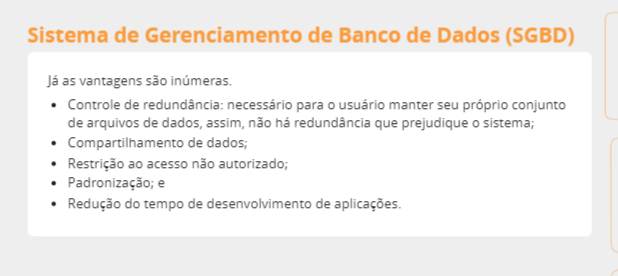 Sistema de Gerenciamento de Banco de Dados (SGBD)
Já as vantagens são inúmeras.
• Controle de redundância: necessário para o usuário manter seu próprio conjunto
de arquivos de dados, assim, não há redundância que prejudique o sistema;
• Compartilhamento de dados;
• Restrição ao acesso não autorizado;
• Padronização; e
• Redução do tempo de desenvolvimento de aplicações.